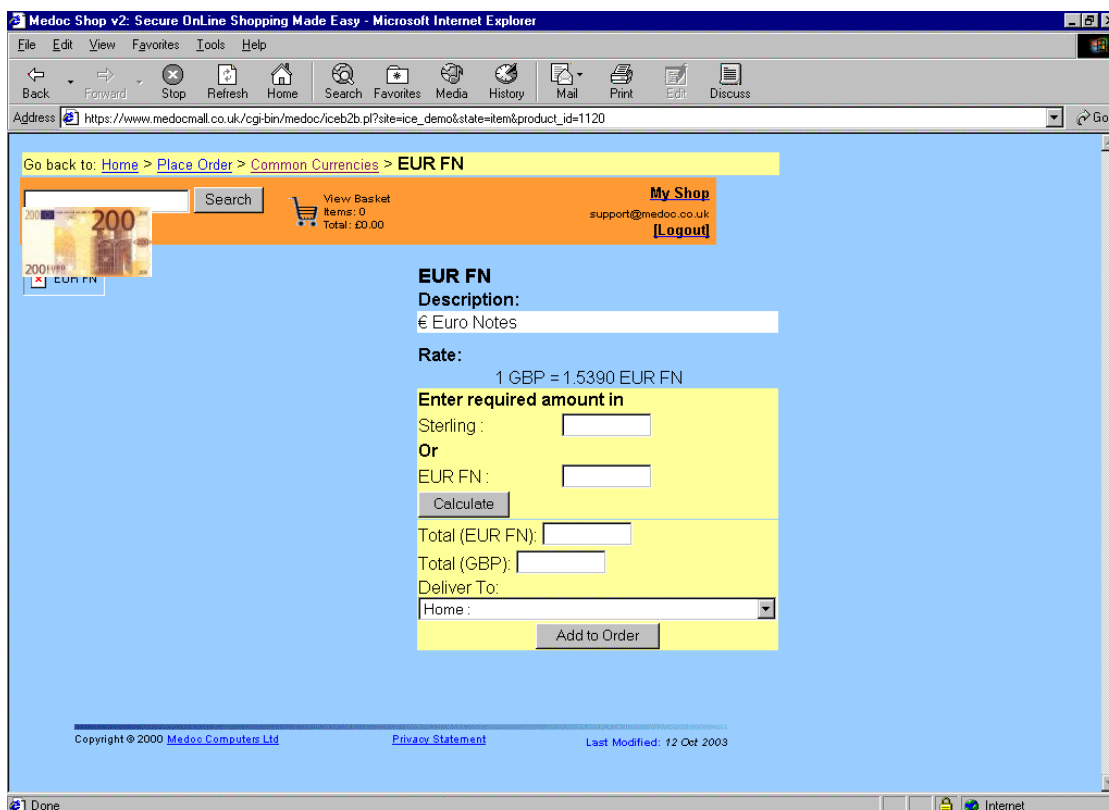 Medoc Shop v2: Secure OnLine Shopping Made Easy - Microsoft Internet Explorer
File Edit View Favorites Tools Help
Back Forward Stop Refresh Home Search Favorites Media History Mail Print Edit Discuss
Address https://www.medocmall.co.uk/cgi-bin/medoc/iceb2b.pl?site=ice_demo&state=item&product_id=1120 Go
Go back to: Home > Place Order > Common Currencies > EUR FN
Search
View Basket
Items: 0
Total: £0.00
My Shop
support@medoc.co.uk
[Logout]
200 200
200
200
EUR FN
EUR FN
Description:
€ Euro Notes
Rate:
1 GBP = 1.5390 EUR FN
Enter required amount in
Sterling :
Or
EUR FN :
Calculate
Total (EUR FN):
Total (GBP):
Deliver To:
Home :
Add to Order
Copyright © 2000 Medoc Computers Ltd Privacy Statement Last Modified: 12 Oct 2003
Done Internet